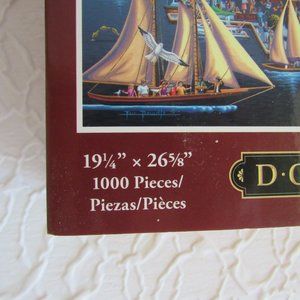 19¼” × 26⅝”
1000 Pieces/
Piezas/Pièces
D·